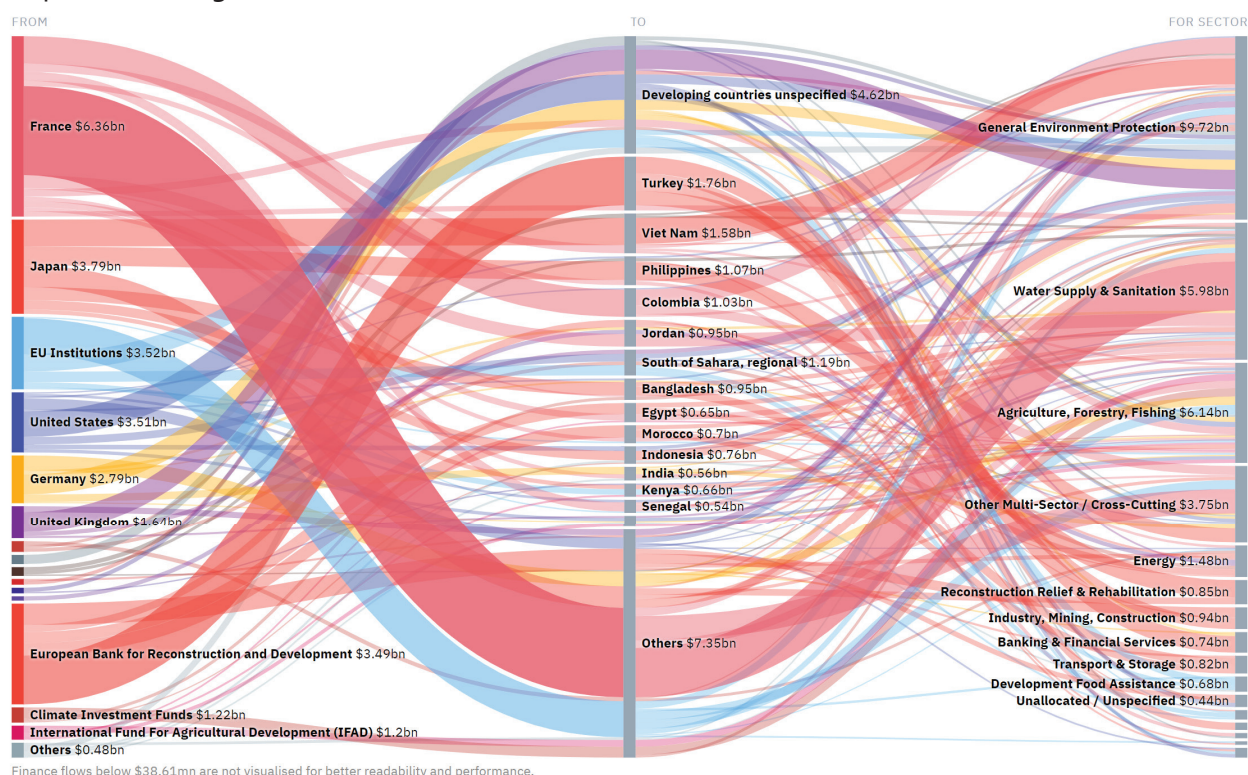 FROM
TO
FOR SECTOR
France $6.36bn
Japan $3.79bn
EU Institutions $3.52bn
United States $3.51bn
Germany $2.79bn
United Kingdom $1.64bn
European Bank for Reconstruction and Development $3.49bn
Climate Investment Funds $1.22bn
International Fund For Agricultural Development (IFAD) $1.2bn
Others $0.48bn
Developing countries unspecified $4.62bn
Turkey $1.76bn
Viet Nam $1.58bn
Philippines $1.07bn
Colombia $1.03bn
Jordan $0.95bn
South of Sahara, regional $1.19bn
Bangladesh $0.95bn
Egypt $0.65bn
Morocco $0.7bn
Indonesia $0.76bn
India $0.56bn
Kenya $0.66bn
Senegal $0.54bn
Others $7.35bn
General Environment Protection $9.72bn
Water Supply & Sanitation $5.98bn
Agriculture, Forestry, Fishing $6.14bn
Other Multi-Sector / Cross-Cutting $3.75bn
Energy $1.48bn
Reconstruction Relief & Rehabilitation $0.85bn
Industry, Mining, Construction $0.94bn
Banking & Financial Services $0.74bn
Transport & Storage $0.82bn
Development Food Assistance $0.68bn
Unallocated / Unspecified $0.44bn
Finance flows below $38.61mn are not visualised for better readability and performance.